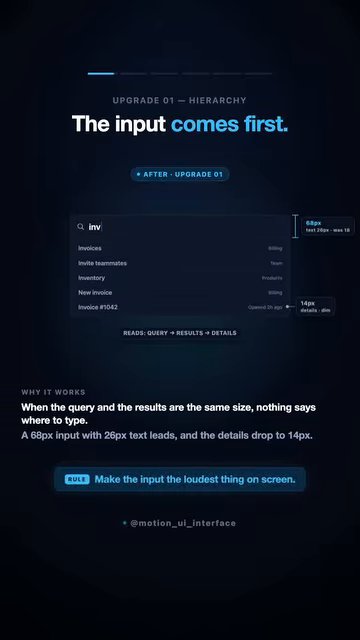 UPGRADE 01 — HIERARCHY
The input comes first.
• AFTER · UPGRADE 01
inv
68px
text 26px · was 18
Invoices Billing
Invite teammates Team
Inventory Products
New invoice Billing
Invoice #1042 Opened 2h ago
14px
details · dim
READS: QUERY → RESULTS → DETAILS
WHY IT WORKS
When the query and the results are the same size, nothing says
where to type.
A 68px input with 26px text leads, and the details drop to 14px.
RULE Make the input the loudest thing on screen.
@motion_ui_interface